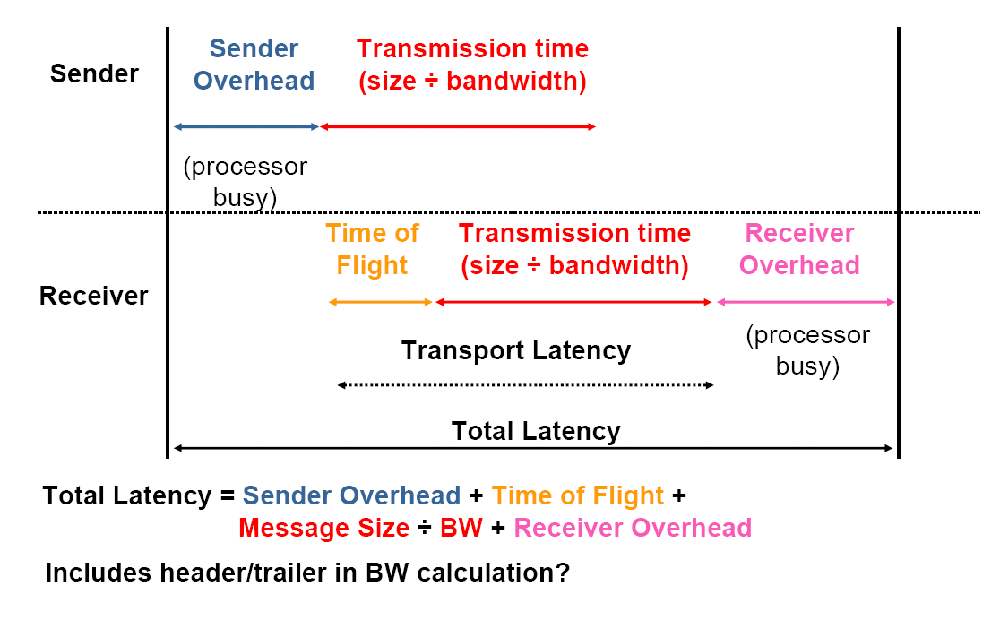 Sender
Sender
Overhead
Transmission time
(size ÷ bandwidth)
(processor
busy)
Receiver
Time of
Flight
Transmission time
(size ÷ bandwidth)
Receiver
Overhead
(processor
busy)
Transport Latency
Total Latency
Total Latency = Sender Overhead + Time of Flight +
Message Size ÷ BW + Receiver Overhead
Includes header/trailer in BW calculation?